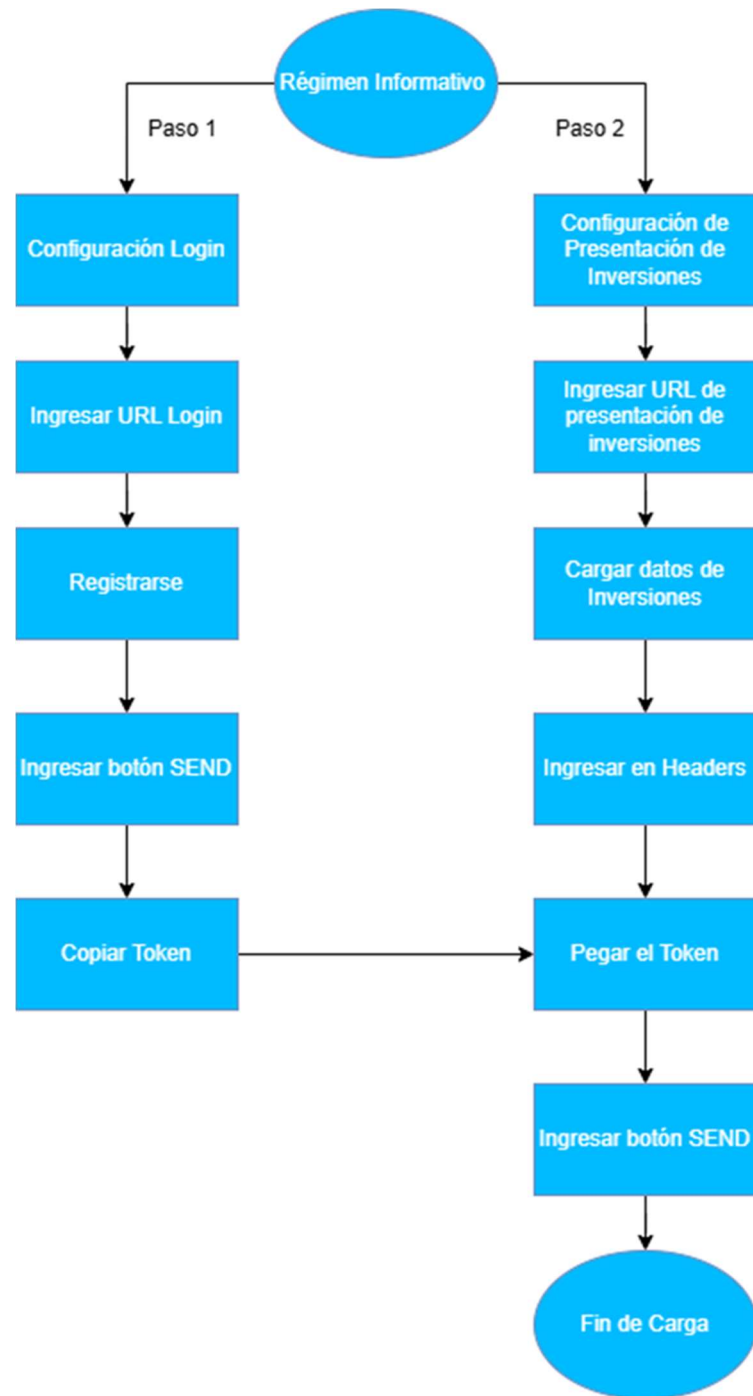 Régimen Informativo
Paso 1
Paso 2
Configuración Login
Configuración de
Presentación de
Inversiones
Ingresar URL Login
Ingresar URL de
presentación de
inversiones
Registrarse
Cargar datos de
Inversiones
Ingresar botón SEND
Ingresar en Headers
Copiar Token
Pegar el Token
Ingresar botón SEND
Fin de Carga